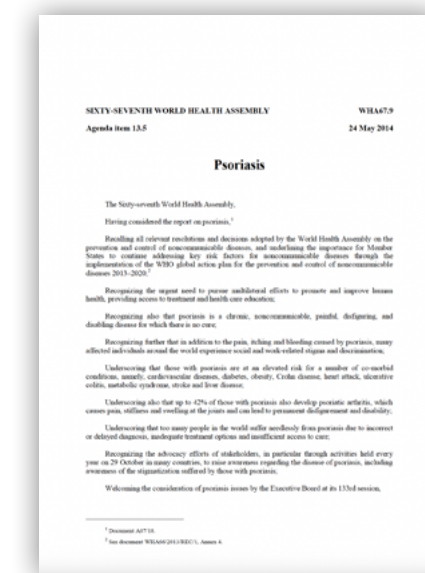 SIXTY-SEVENTH WORLD HEALTH ASSEMBLY WHA67.9
Agenda item 13.5 24 May 2014
Psoriasis
The Sixty-seventh World Health Assembly,
Having considered the report on psoriasis,1
Recalling all relevant resolutions and decisions adopted by the World Health Assembly on the
prevention and control of noncommunicable diseases, and underlining the importance for Member
States to continue addressing key risk factors for noncommunicable diseases through the
implementation of the WHO global action plan for the prevention and control of noncommunicable
diseases 2013–2020;2
Recognizing the urgent need to pursue multilateral efforts to promote and improve human
health, providing access to treatment and health care education;
Recognizing also that psoriasis is a chronic, noncommunicable, painful, disfiguring, and
disabling disease for which there is no cure;
Recognizing further that in addition to the pain, itching and bleeding caused by psoriasis, many
affected individuals around the world experience social and work-related stigma and discrimination;
Underscoring that those with psoriasis are at an elevated risk for a number of co-morbid
conditions, namely, cardiovascular diseases, diabetes, obesity, Crohn disease, heart attack, ulcerative
colitis, metabolic syndrome, stroke and liver disease;
Underscoring also that up to 42% of those with psoriasis also develop psoriatic arthritis, which
causes pain, stiffness and swelling at the joints and can lead to permanent disfigurement and disability;
Underscoring that too many people in the world suffer needlessly from psoriasis due to incorrect
or delayed diagnosis, inadequate treatment options and insufficient access to care;
Recognizing the advocacy efforts of stakeholders, in particular through activities held every
year on 29 October in many countries, to raise awareness regarding the disease of psoriasis, including
awareness of the stigmatization suffered by those with psoriasis;
Welcoming the consideration of psoriasis issues by the Executive Board at its 133rd session,
1 Document A67/18.
2 See document WHA66/2013/REC/1, Annex 4.